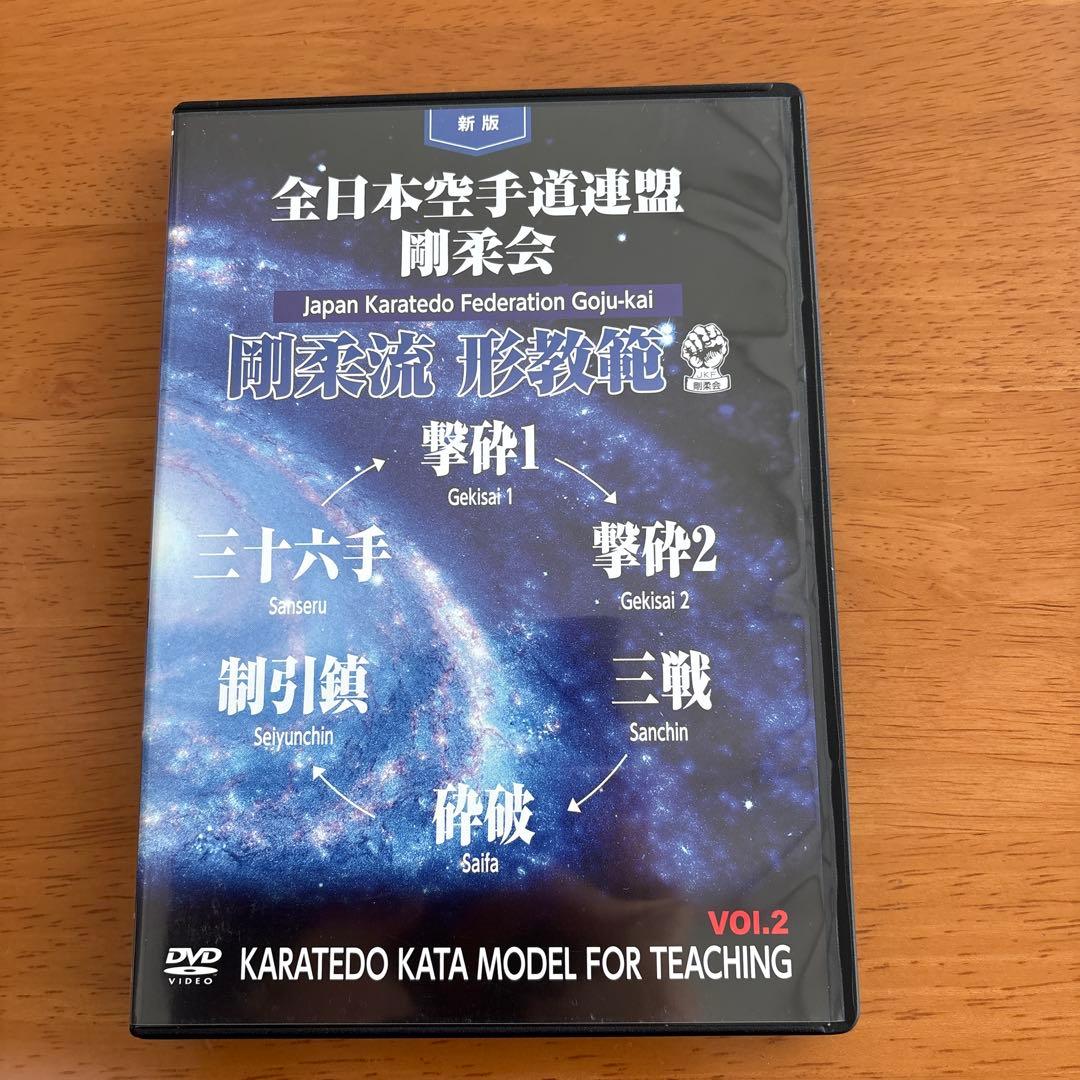 新版
全日本空手道連盟
剛柔会
Japan Karatedo Federation Goju-kai
剛柔流 形教範
JKF
剛柔会
撃砕1
Gekisai 1
三十六手
Sanseru
撃砕2
Gekisai 2
制引鎮
Seiyunchin
三戦
Sanchin
砕破
Saifa
VOl.2
DVD
VIDEO
KARATEDO KATA MODEL FOR TEACHING